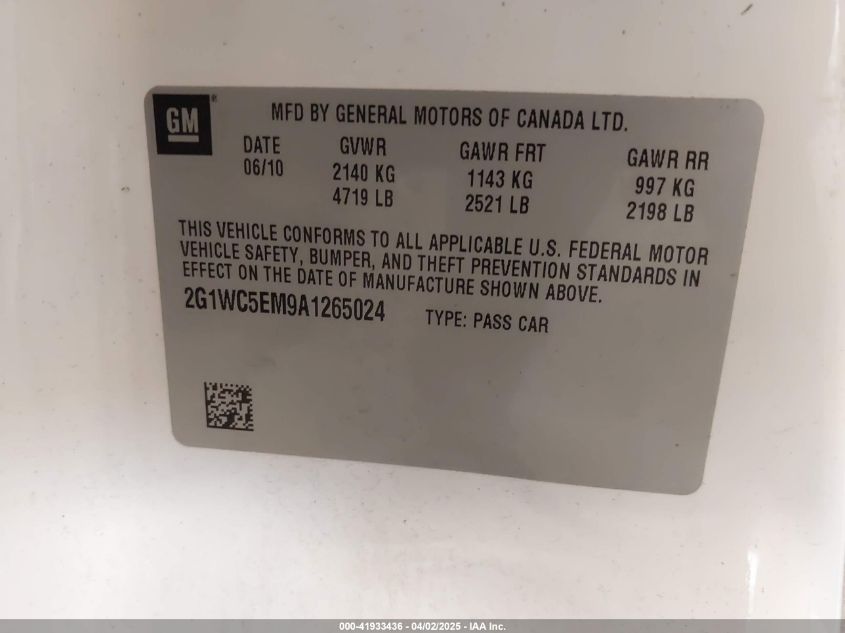 GM ®
MFD BY GENERAL MOTORS OF CANADA LTD.
DATE GVWR GAWR FRT GAWR RR
06/10 2140 KG 1143 KG 997 KG
4719 LB 2521 LB 2198 LB
THIS VEHICLE CONFORMS TO ALL APPLICABLE U.S. FEDERAL MOTOR
VEHICLE SAFETY, BUMPER, AND THEFT PREVENTION STANDARDS IN
EFFECT ON THE DATE OF MANUFACTURE SHOWN ABOVE.
2G1WC5EM9A1265024 TYPE: PASS CAR
000-41933436 - 04/02/2025 - IAA Inc.